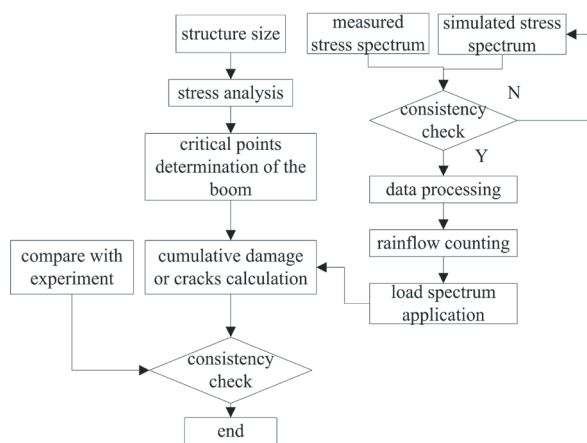 structure size
stress analysis
critical points
determination of the
boom
compare with
experiment
cumulative damage
or cracks calculation
consistency
check
end
measured
stress spectrum
simulated stress
spectrum
consistency
check
N
Y
data processing
rainflow counting
load spectrum
application